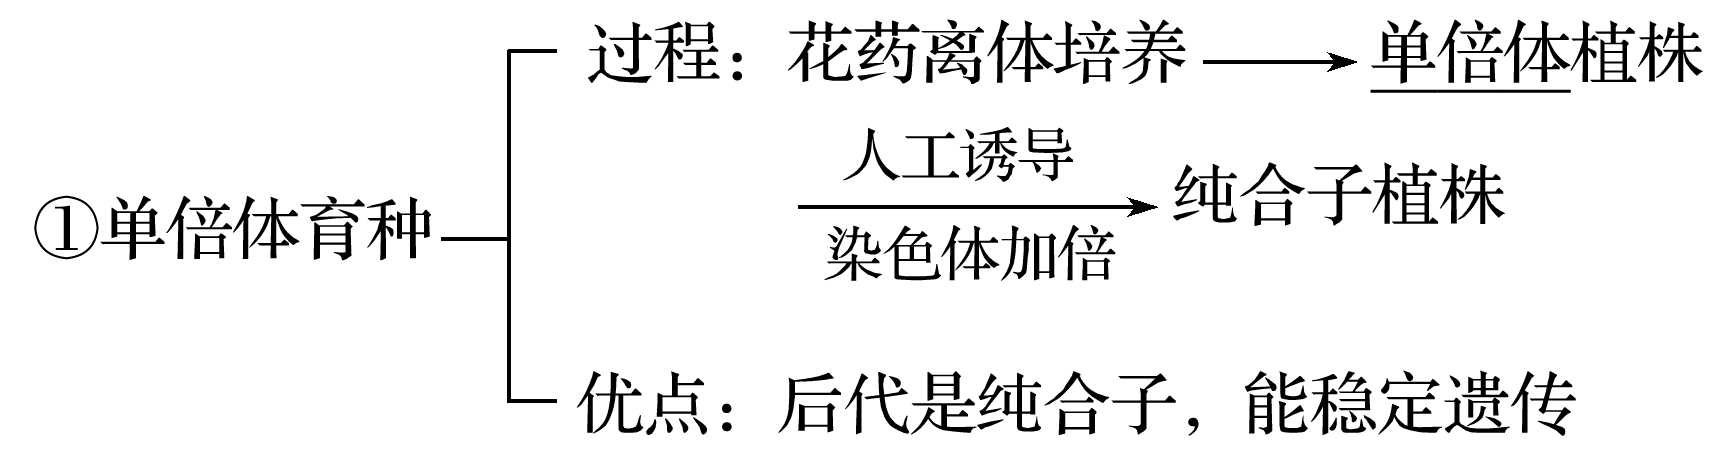 过程：花药离体培养 → 单倍体植株
人工诱导
纯合子植株
①单倍体育种
染色体加倍
优点：后代是纯合子，能稳定遗传